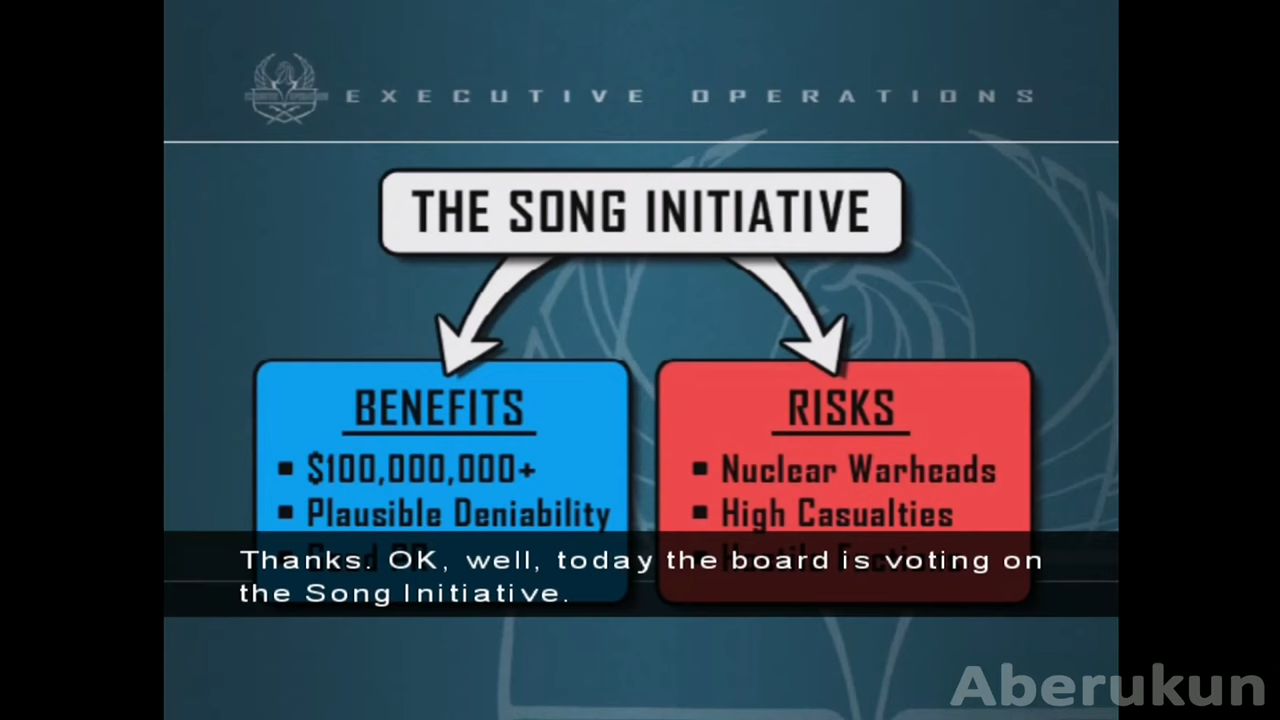 EXECUTIVE OPERATIONS
THE SONG INITIATIVE
BENEFITS
▪ $100,000,000+
▪ Plausible Deniability
RISKS
▪ Nuclear Warheads
▪ High Casualties
Thanks. OK, well, today the board is voting on
the Song Initiative.
Aberukun